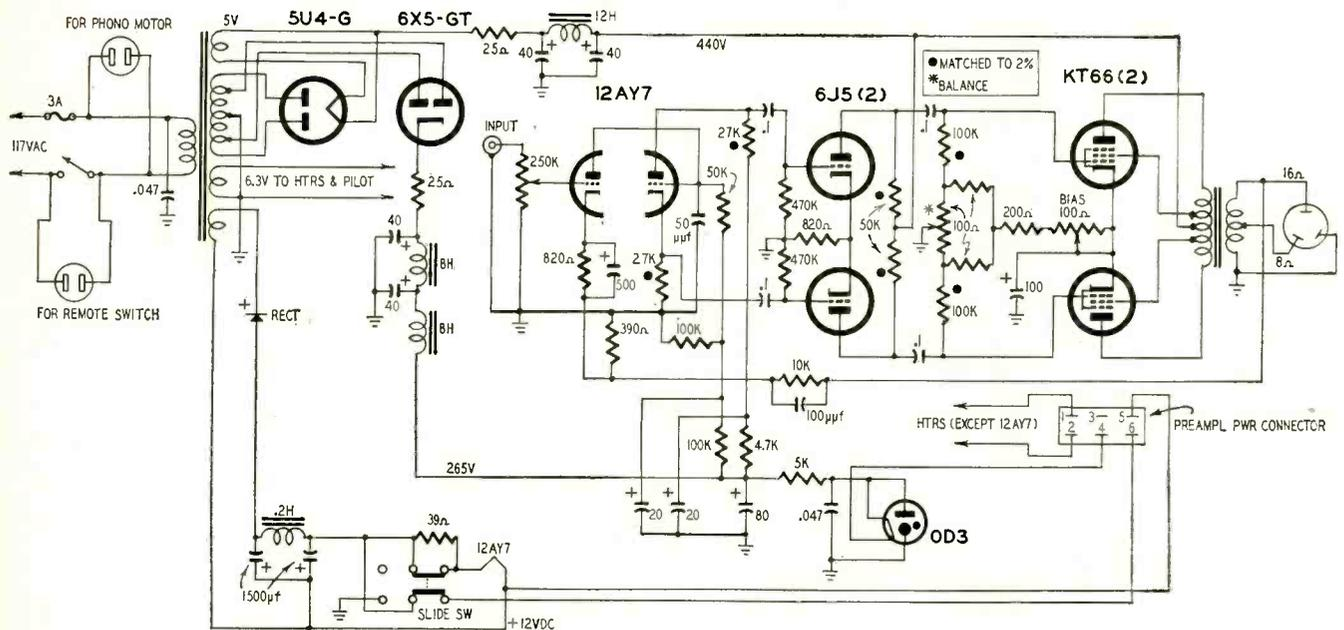 FOR PHONO MOTOR
5V
5U4-G
6X5-GT
25Ω
12H
40
40
440V
● MATCHED TO 2%
* BALANCE
KT66(2)
12AY7
6J5(2)
3A
117VAC
.047
6.3V TO HTRS & PILOT
INPUT
250K
27K
.1
.1
100K
50K
470K
820Ω
470K
50K
*
100Ω
200Ω
BIAS
100Ω
16Ω
8Ω
25Ω
40
8H
40
8H
820Ω
500
50
μμf
27K
.1
100
100K
.1
390Ω
100K
FOR REMOTE SWITCH
RECT
10K
100μμf
HTRS (EXCEPT 12AY7)
1
2
3
4
5
6
PREAMPL PWR CONNECTOR
100K
4.7K
265V
5K
20
20
80
.047
OD3
.2H
39Ω
12AY7
1500μf
SLIDE SW
+12VDC